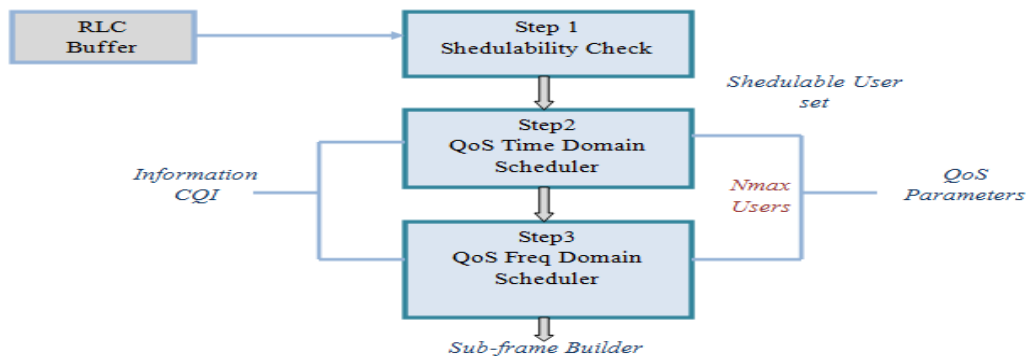 RLC
Buffer
Step 1
Shedulability Check
Shedulable User
set
Step2
QoS Time Domain
Scheduler
Information
CQI
Nmax
Users
QoS
Parameters
Step3
QoS Freq Domain
Scheduler
Sub-frame Builder